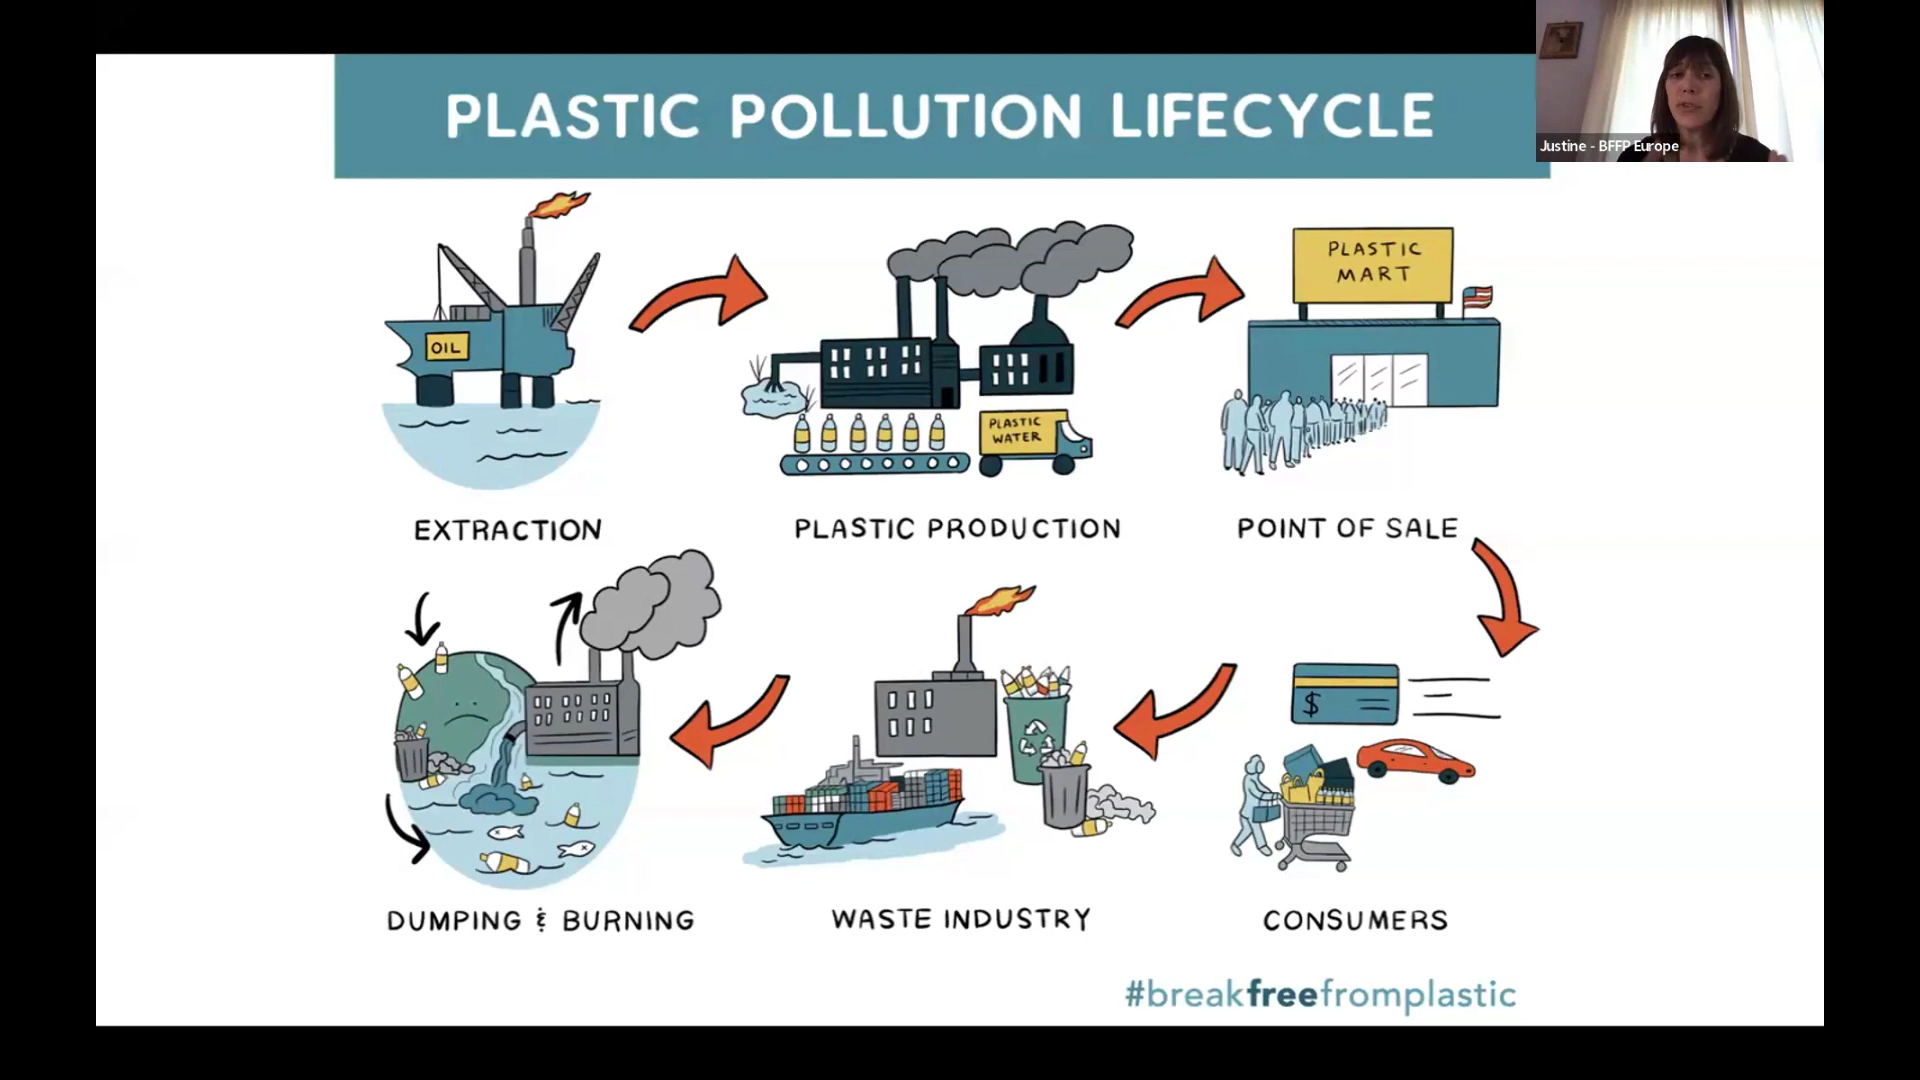 PLASTIC POLLUTION LIFECYCLE
Justine - BFFP Europe
OIL
PLASTIC
WATER
PLASTIC
MART
EXTRACTION
PLASTIC PRODUCTION
POINT OF SALE
$
DUMPING & BURNING
WASTE INDUSTRY
CONSUMERS
#breakfreefromplastic